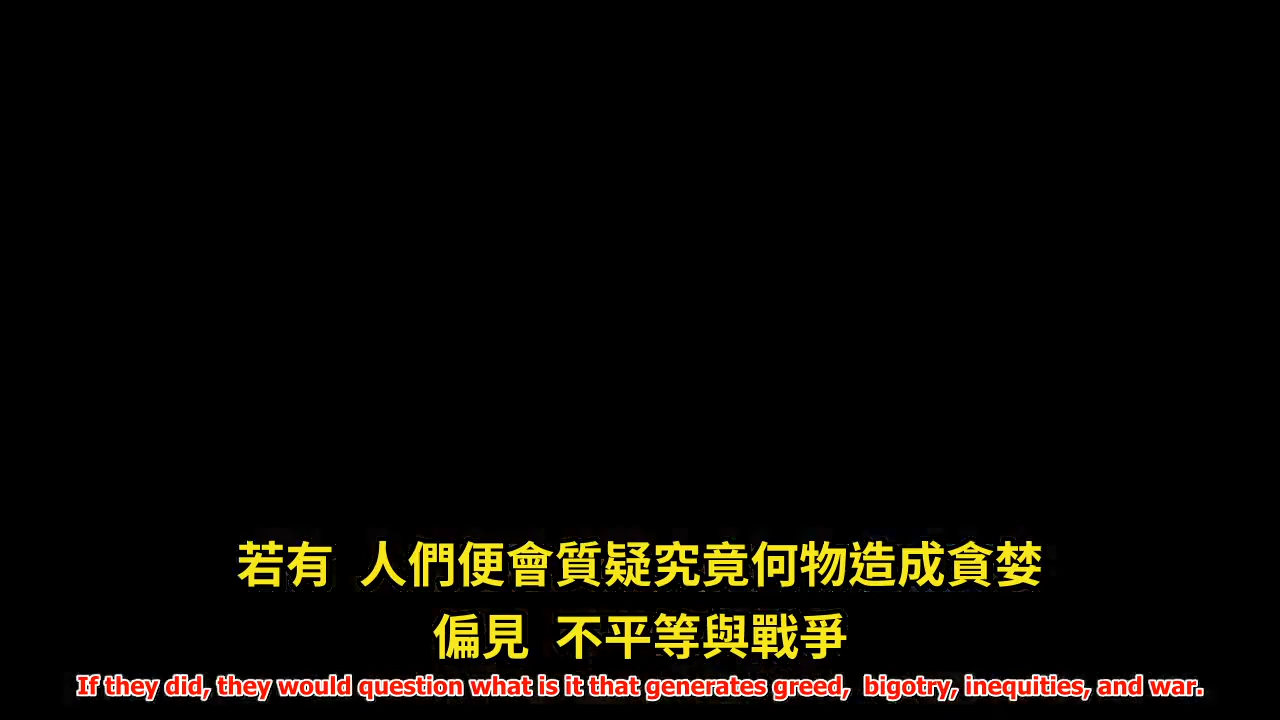 若有 人們便會質疑究竟何物造成貪婪
偏見 不平等與戰爭
If they did, they would question what is it that generates greed,  bigotry, inequities, and war.